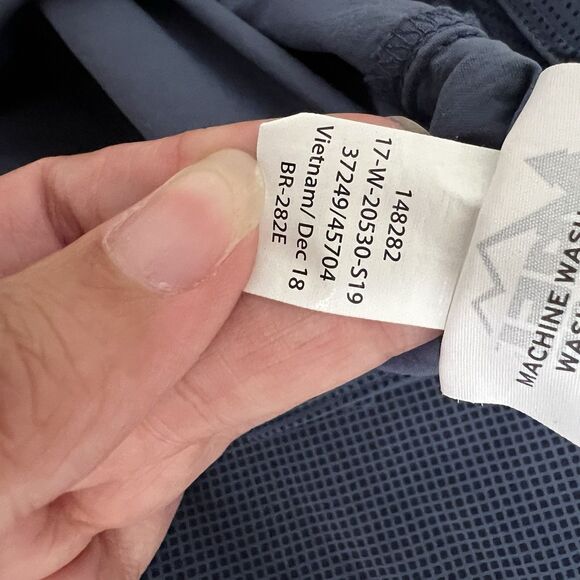 148282
17-W-20530-S19
37249/45704
Vietnam/ Dec 18
BR-282E
MACHINE WASH